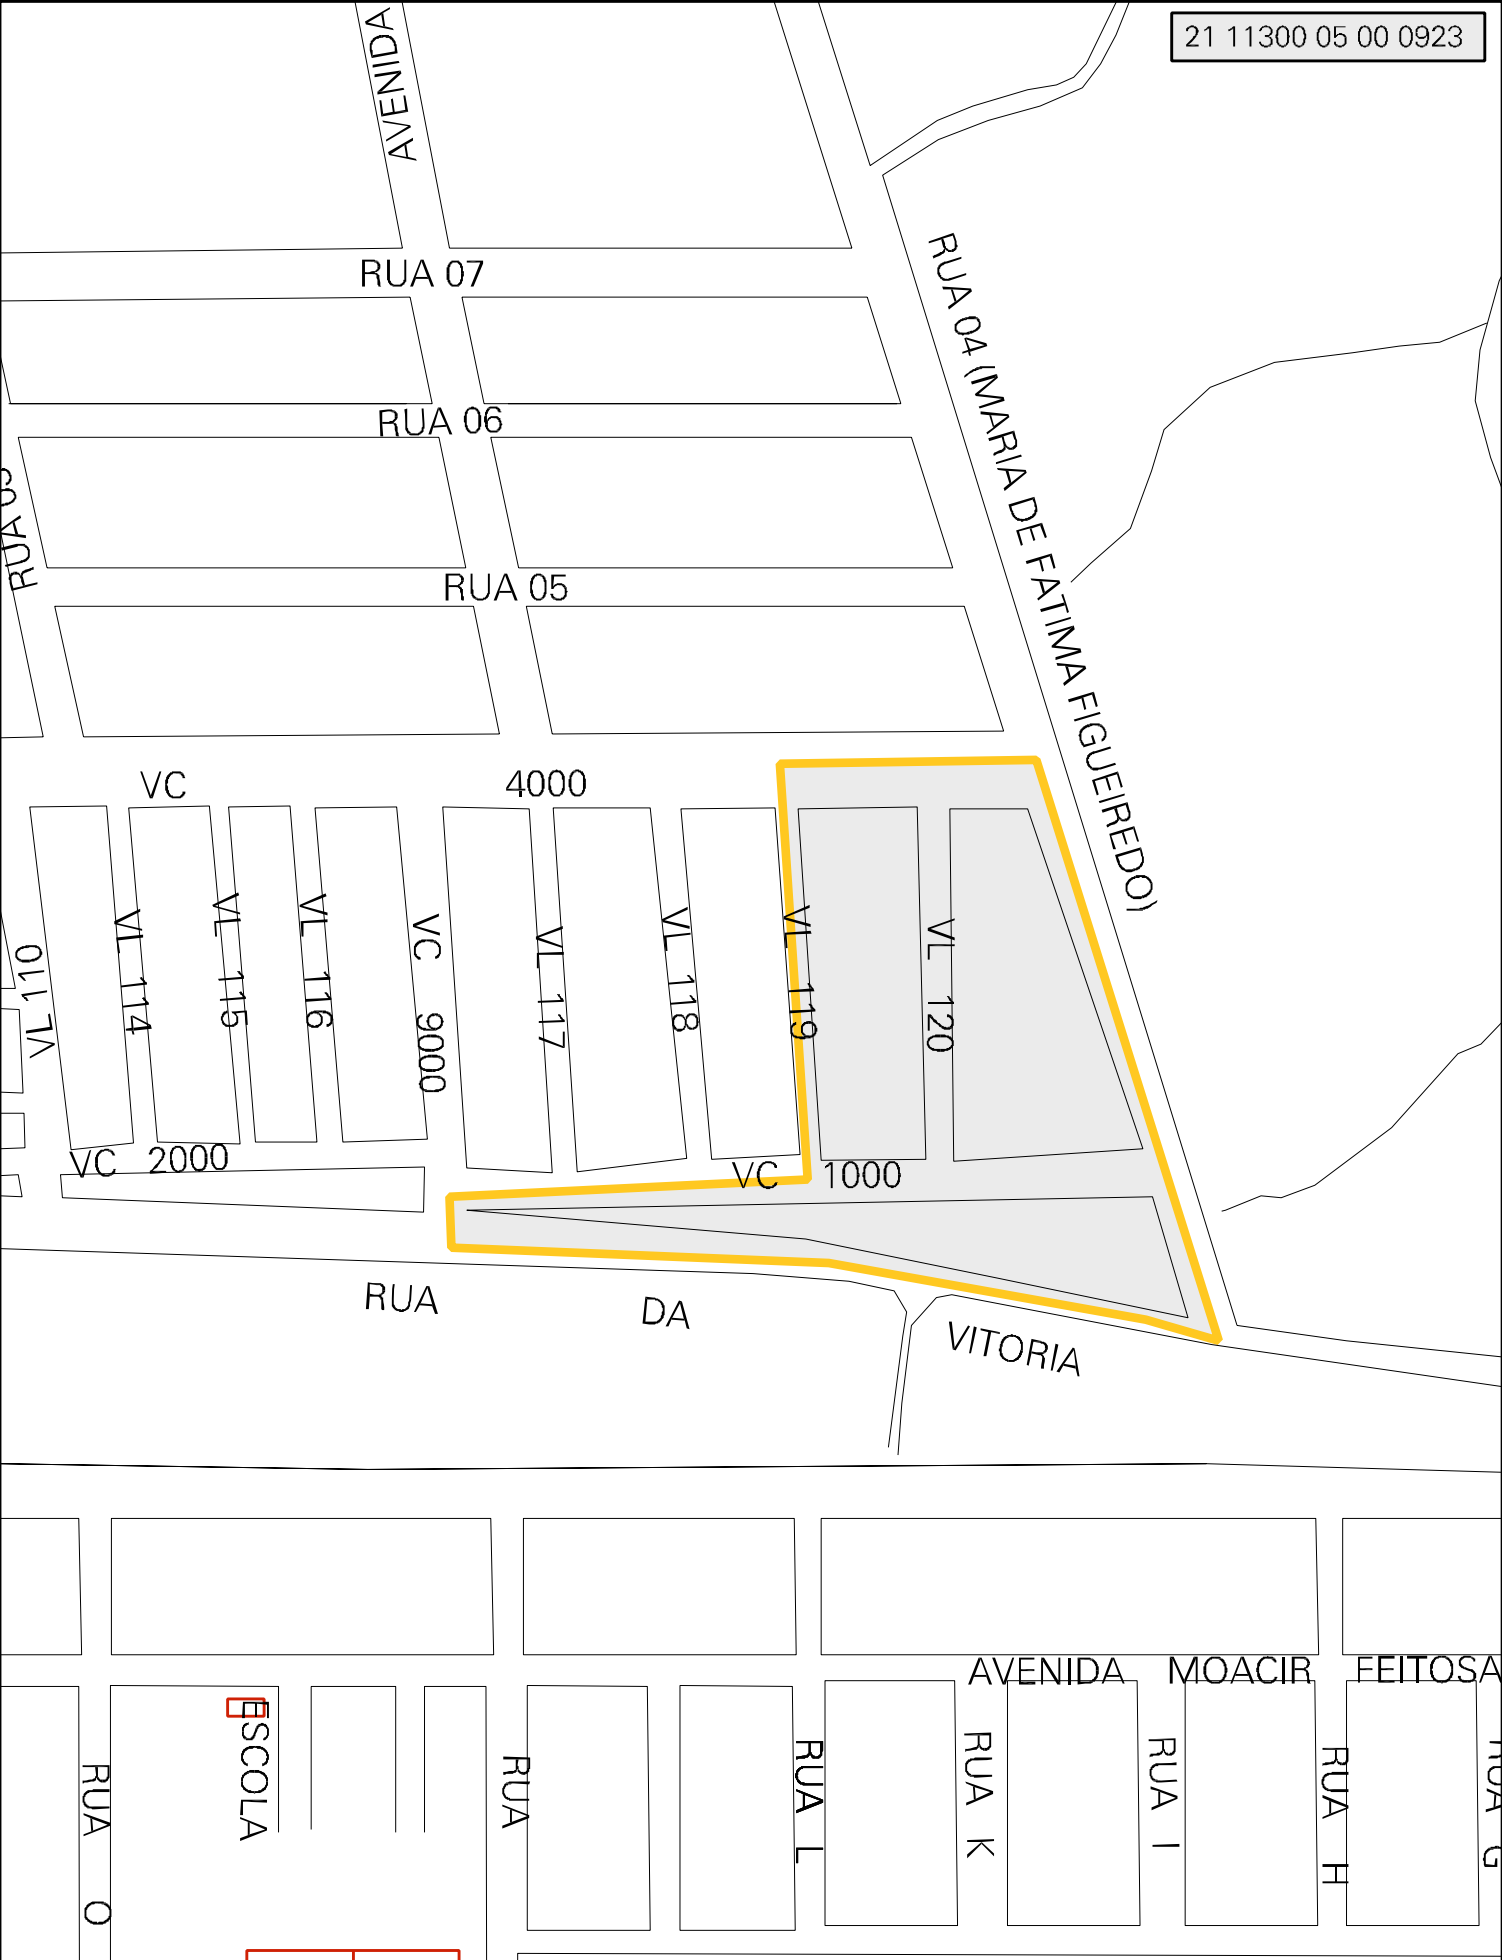 21 11300 05 00 0923
AVENIDA
RUA 07
RUA 04 (MARIA DE FATIMA FIGUEIREDO)
RUA 06
RUA 05
VC 4000
VL 110
VL 114
VL 115
VL 116
VC 9000
VL 117
VL 118
VL 119
VL 120
VC 2000
VC 1000
RUA DA VITORIA
AVENIDA MOACIR FEITOSA
ESCOLA
RUA O
RUA
RUA L
RUA K
RUA I
RUA H
RUA G